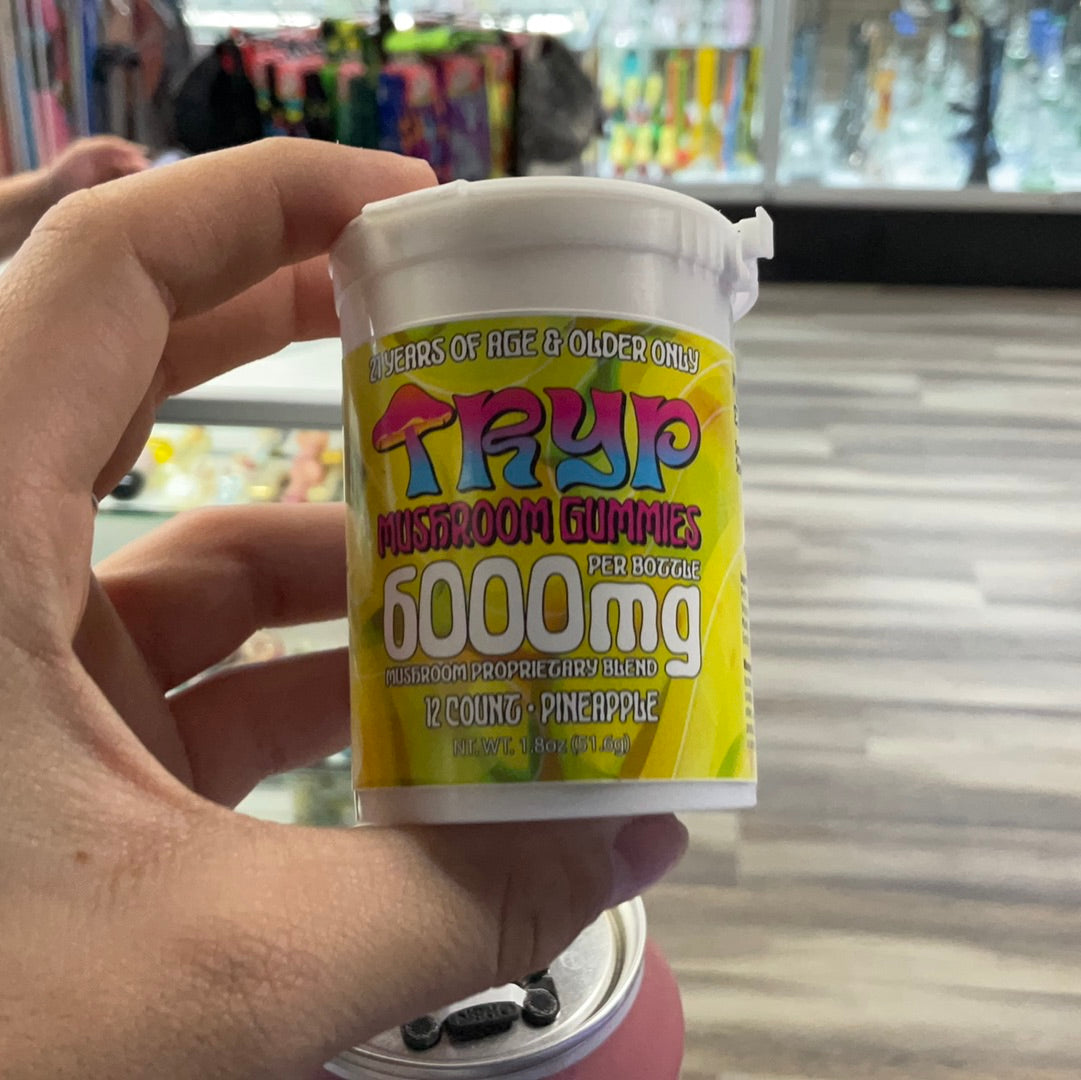 21 YEARS OF AGE & OLDER ONLY
TRYP
MUSHROOM GUMMIES
6000mg
PER BOTTLE
MUSHROOM PROPRIETARY BLEND
12 COUNT · PINEAPPLE
NT. WT. 1.8oz (51.6g)